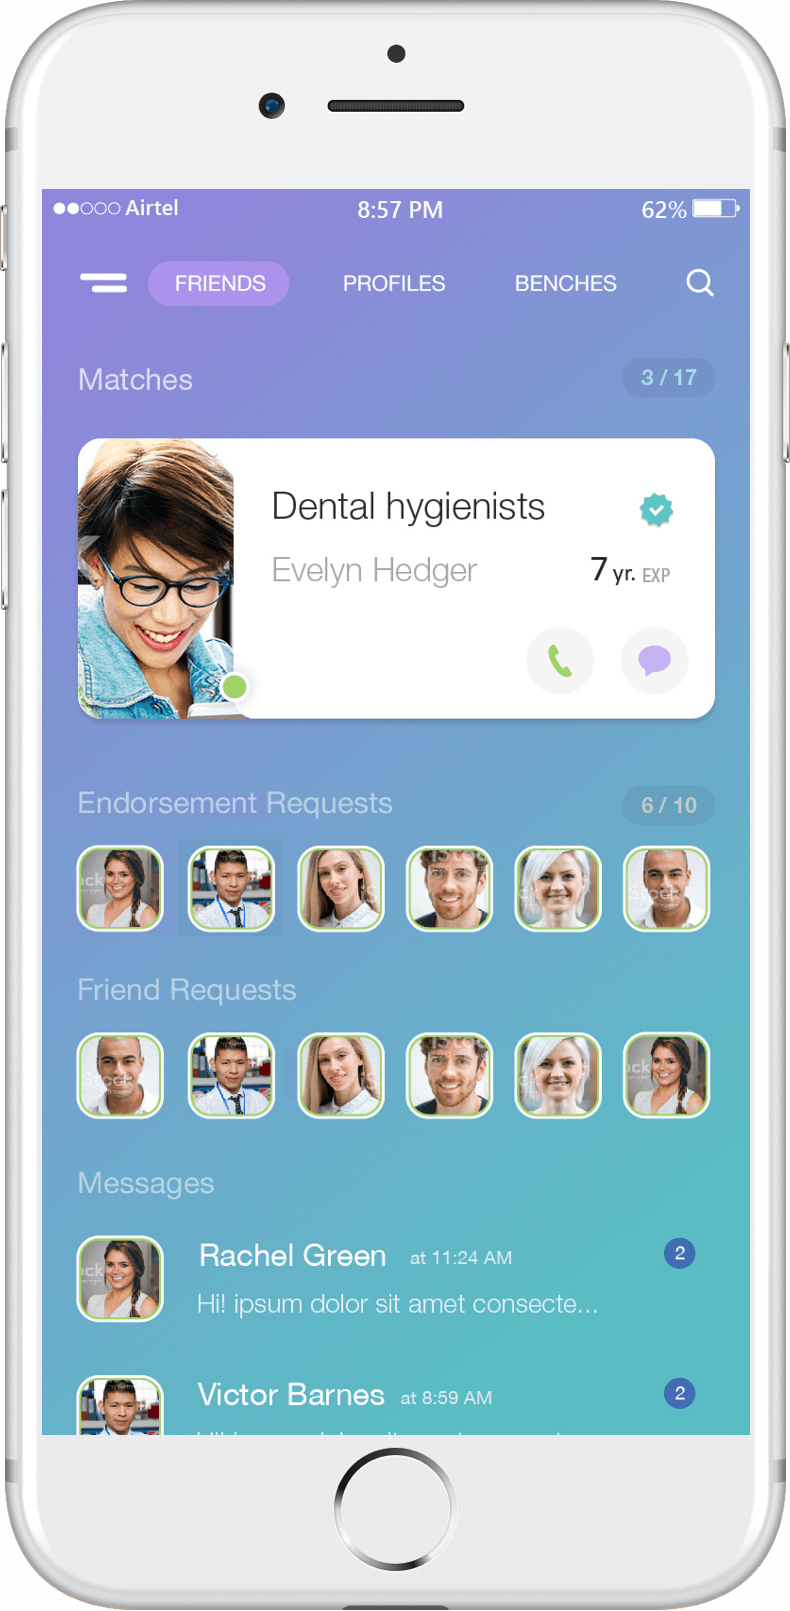 Airtel 8:57 PM 62%
FRIENDS PROFILES BENCHES
Matches 3 / 17
Dental hygienists
Evelyn Hedger 7 yr. EXP
Endorsement Requests 6 / 10
Friend Requests
Messages
Rachel Green at 11:24 AM 2
Hi! ipsum dolor sit amet consecte...
Victor Barnes at 8:59 AM 2